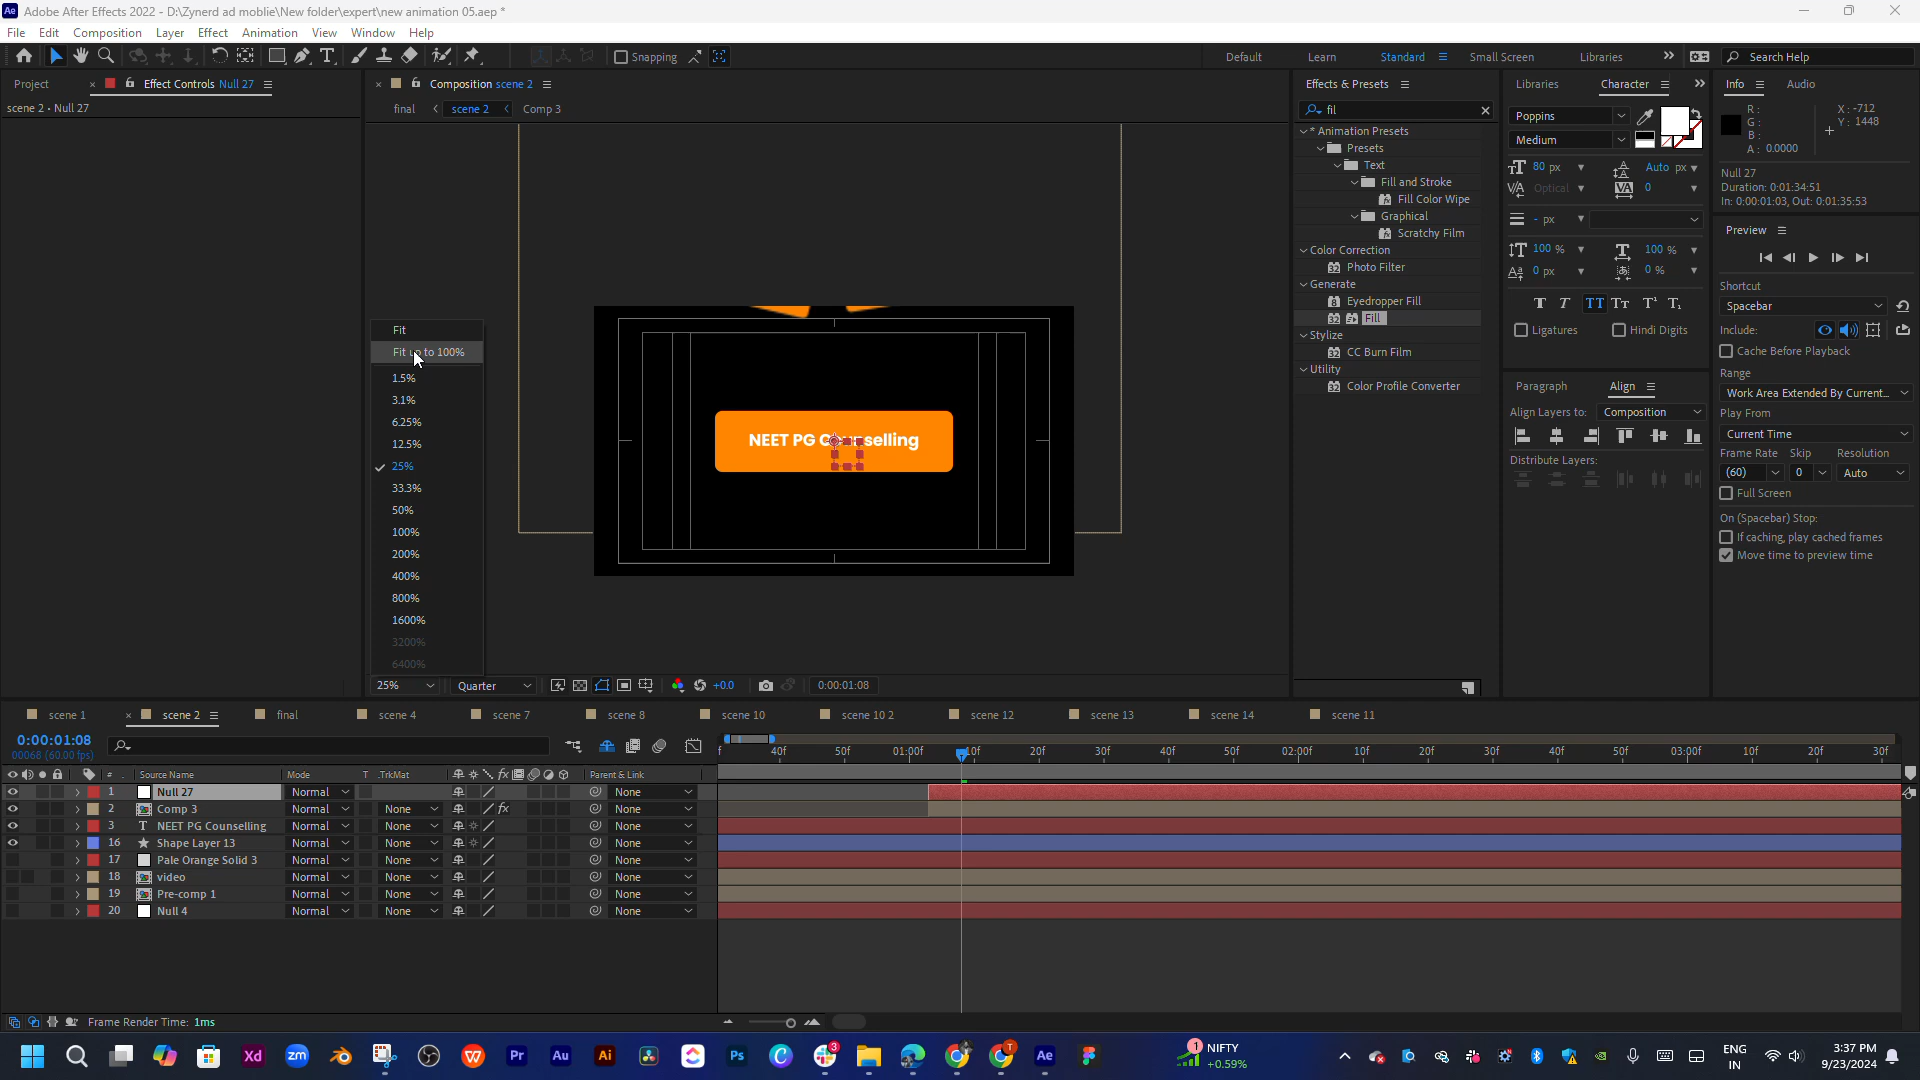 Adobe After Effects 2022 - D:\Zynerd ad moblie\New folder\expert\new animation 05.aep *
File Edit Composition Layer Effect Animation View Window Help
Snapping
Default Learn Standard Small Screen Libraries Search Help
Project Effect Controls Null 27
scene 2 • Null 27
Composition scene 2
final scene 2 Comp 3
NEET PG Counselling
Fit
Fit up to 100%
1.5%
3.1%
6.25%
12.5%
25%
33.3%
50%
100%
200%
400%
800%
1600%
3200%
6400%
25% Quarter +0.0 0:00:01:08
Effects & Presets
fil
* Animation Presets
Presets
Text
Fill and Stroke
Fill Color Wipe
Graphical
Scratchy Film
Color Correction
Photo Filter
Generate
Eyedropper Fill
Fill
Stylize
CC Burn Film
Utility
Color Profile Converter
Libraries Character
Poppins
Medium
80 px Auto px
Optical 0
- px
100 % 100 %
0 px 0 %
Ligatures Hindi Digits
Paragraph Align
Align Layers to: Composition
Distribute Layers:
Info Audio
R:
G:
B:
A: 0.0000
X: -712
Y: 1448
Null 27
Duration: 0:01:34:51
In: 0:00:01:03, Out: 0:01:35:53
Preview
Shortcut
Spacebar
Include:
Cache Before Playback
Range
Work Area Extended By Current...
Play From
Current Time
Frame Rate Skip Resolution
(60) 0 Auto
Full Screen
On (Spacebar) Stop:
If caching, play cached frames
Move time to preview time
scene 1 scene 2 final scene 4 scene 7 scene 8 scene 10 scene 10 2 scene 12 scene 13 scene 14 scene 11
0:00:01:08
00068 (60.00 fps)
f 40f 50f 01:00f 10f 20f 30f 40f 50f 02:00f 10f 20f 30f 40f 50f 03:00f 10f 20f 30f
# Source Name Mode T .TrkMat Parent & Link
1 Null 27 Normal None
2 Comp 3 Normal None None
3 T NEET PG Counselling Normal None None
16 Shape Layer 13 Normal None None
17 Pale Orange Solid 3 Normal None None
18 video Normal None None
19 Pre-comp 1 Normal None None
20 Null 4 Normal None None
Frame Render Time: 1ms
NIFTY
+0.59%
ENG
IN
3:37 PM
9/23/2024